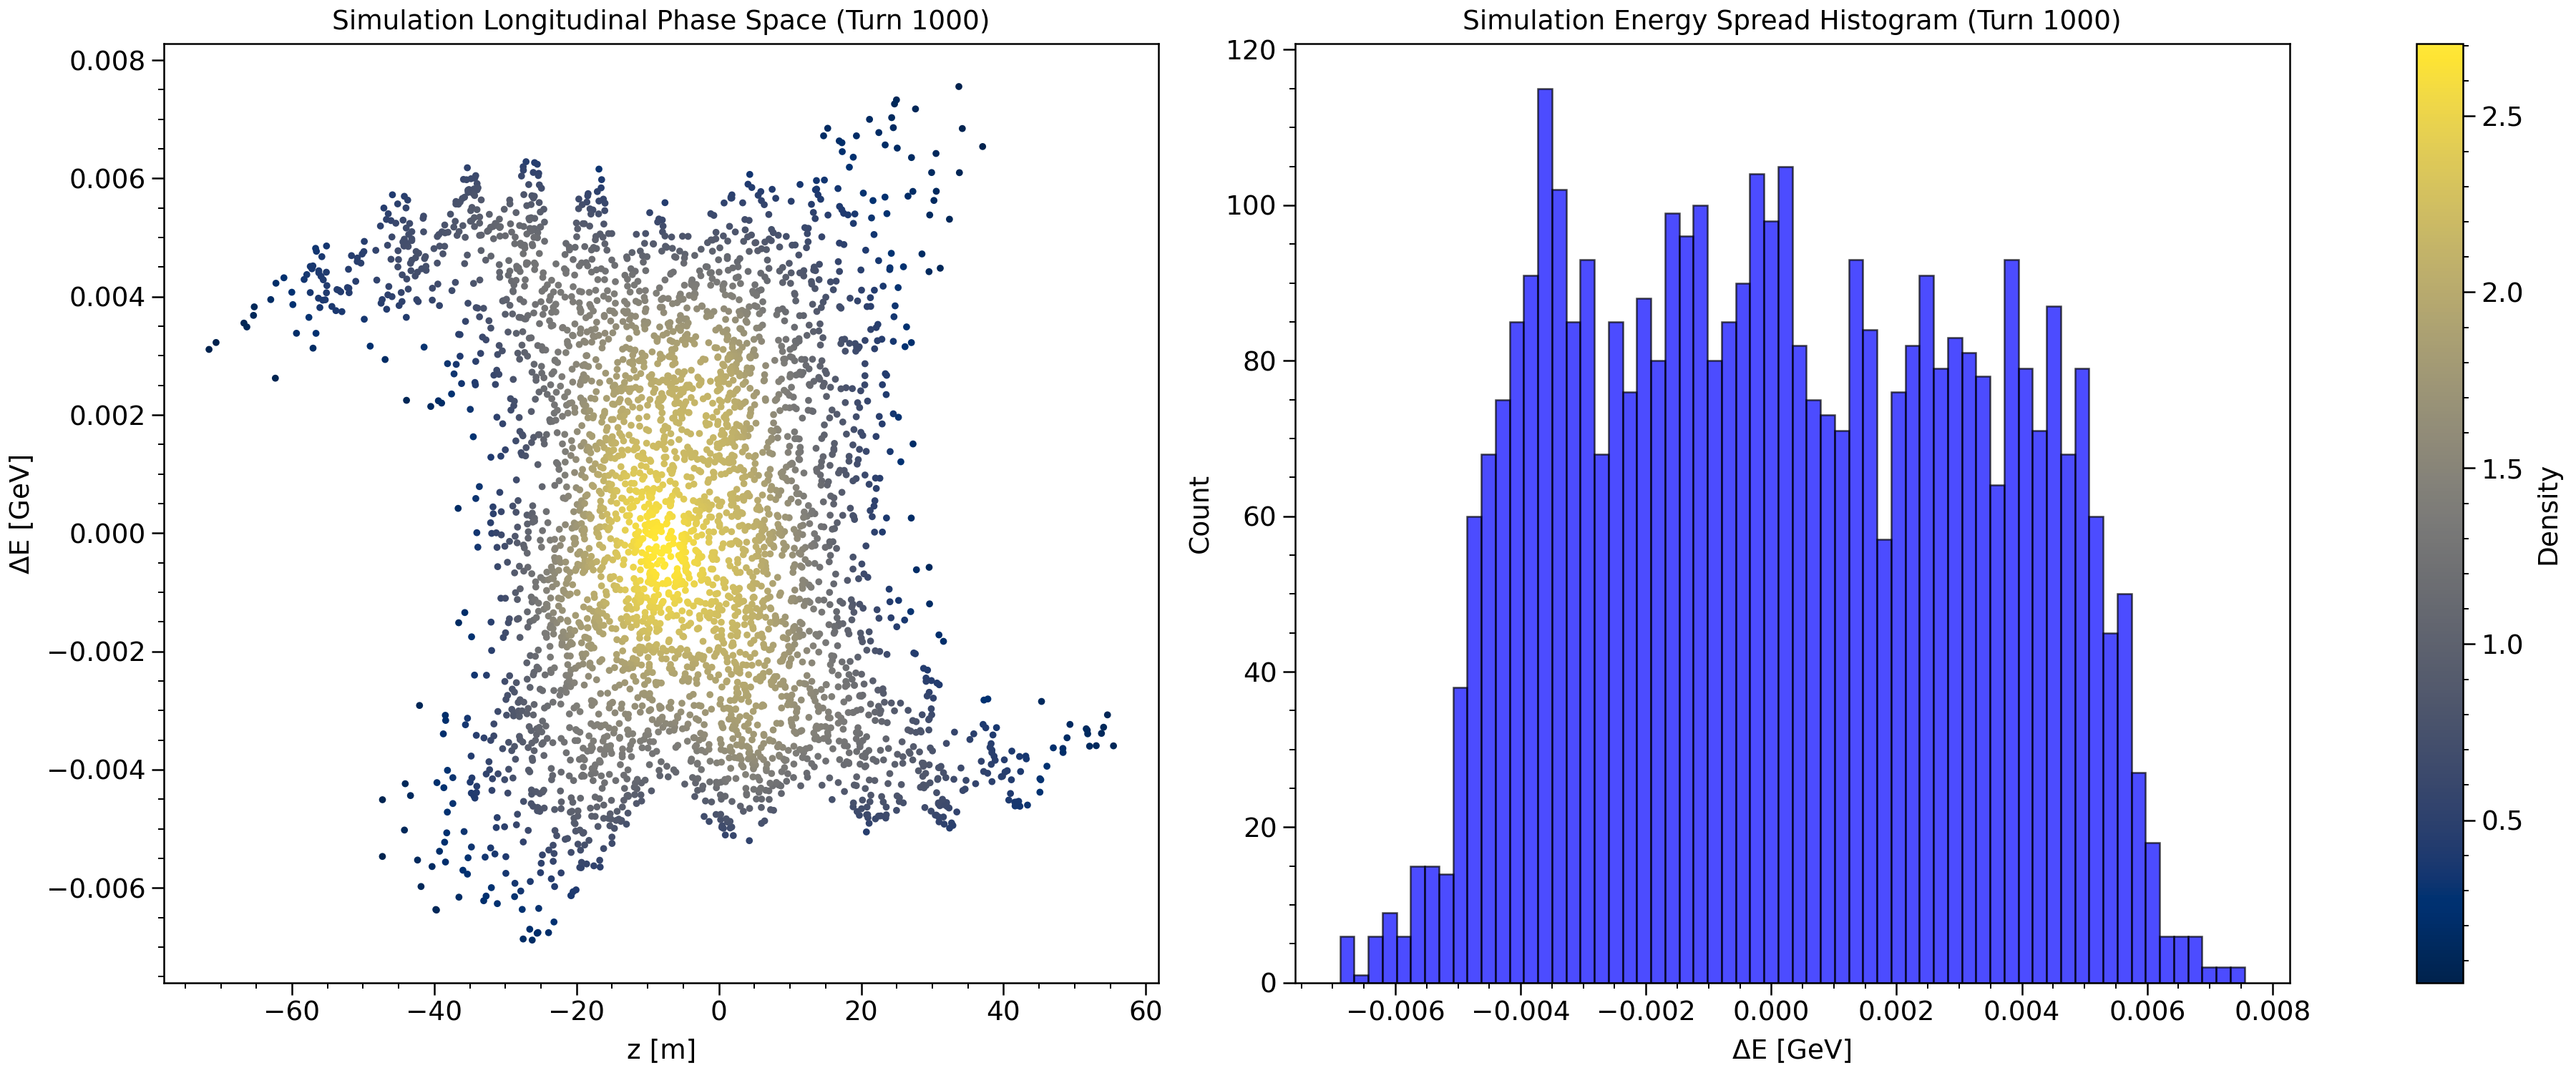 Simulation Longitudinal Phase Space (Turn 1000)
0.008
0.006
0.004
0.002
0.000
−0.002
−0.004
−0.006
ΔE [GeV]
−60 −40 −20 0 20 40 60
z [m]
Simulation Energy Spread Histogram (Turn 1000)
120
100
80
60
40
20
0
Count
−0.006 −0.004 −0.002 0.000 0.002 0.004 0.006 0.008
ΔE [GeV]
2.5
2.0
1.5
1.0
0.5
Density